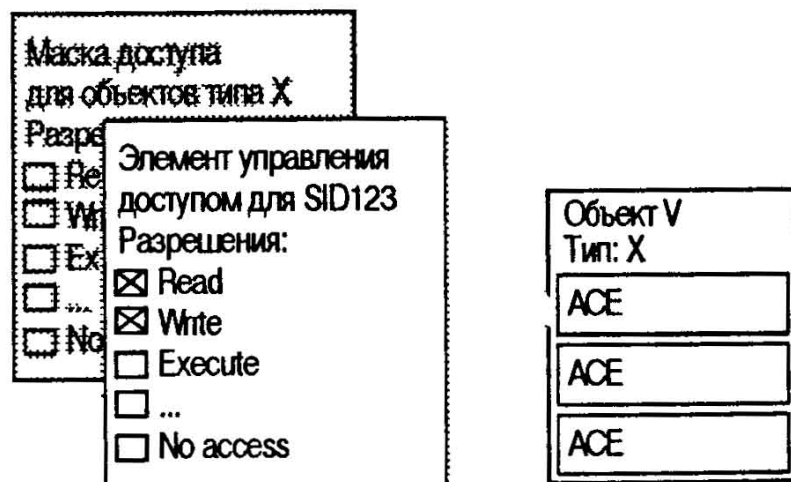 Маска доступа
для объектов типа X
Элемент управления
доступом для SID123
Разрешения:
Read
Write
Execute
...
No access
Объект V
Тип: X
ACE
ACE
ACE